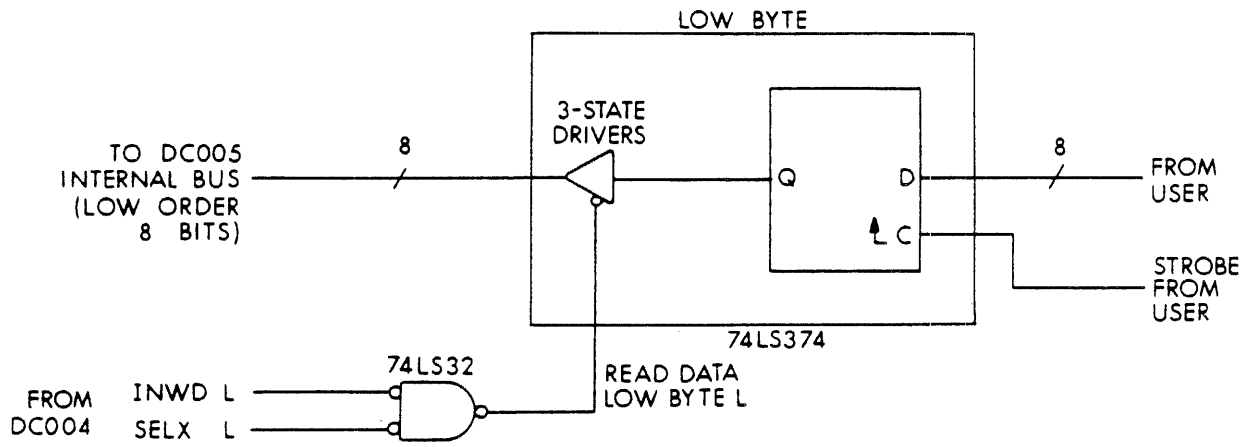 LOW BYTE
3-STATE
DRIVERS
8
TO DC005
INTERNAL BUS
(LOW ORDER
8 BITS)
Q
D
C
8
FROM
USER
STROBE
FROM
USER
74LS374
74LS32
READ DATA
LOW BYTE L
FROM
DC004
INWD L
SELX L